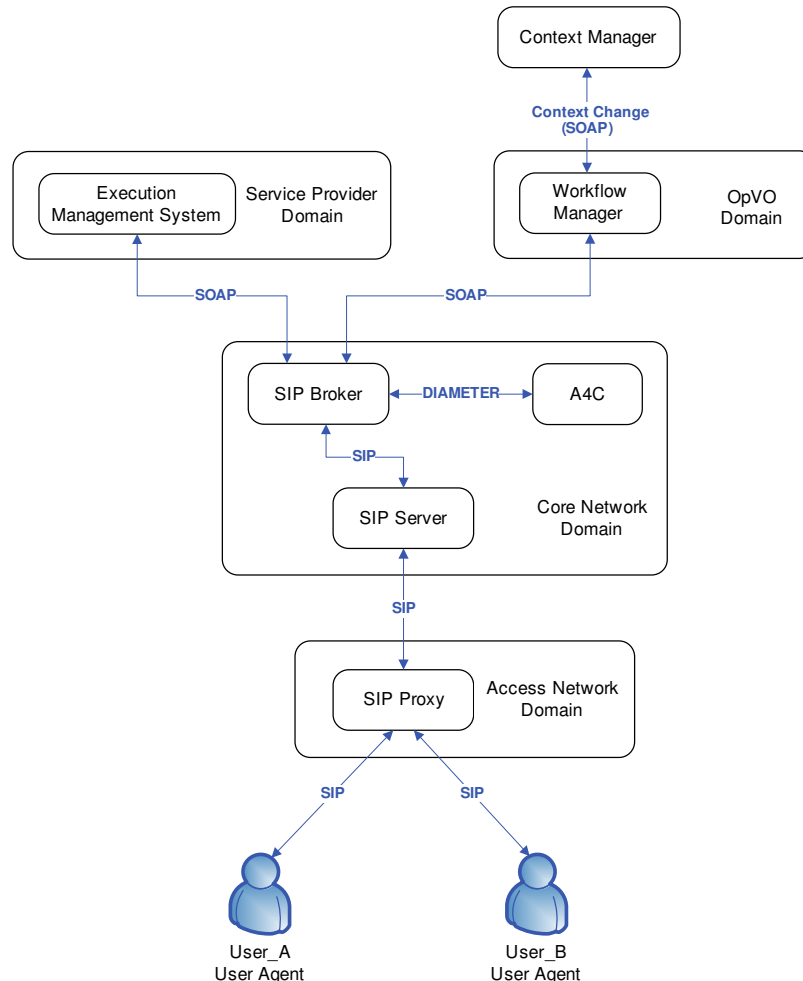 Context Manager
Context Change
(SOAP)
Execution
Management System
Service Provider
Domain
Workflow
Manager
OpVO
Domain
SOAP
SOAP
SIP Broker
DIAMETER
A4C
SIP
SIP Server
Core Network
Domain
SIP
SIP Proxy
Access Network
Domain
SIP
SIP
User_A
User Agent
User_B
User Agent